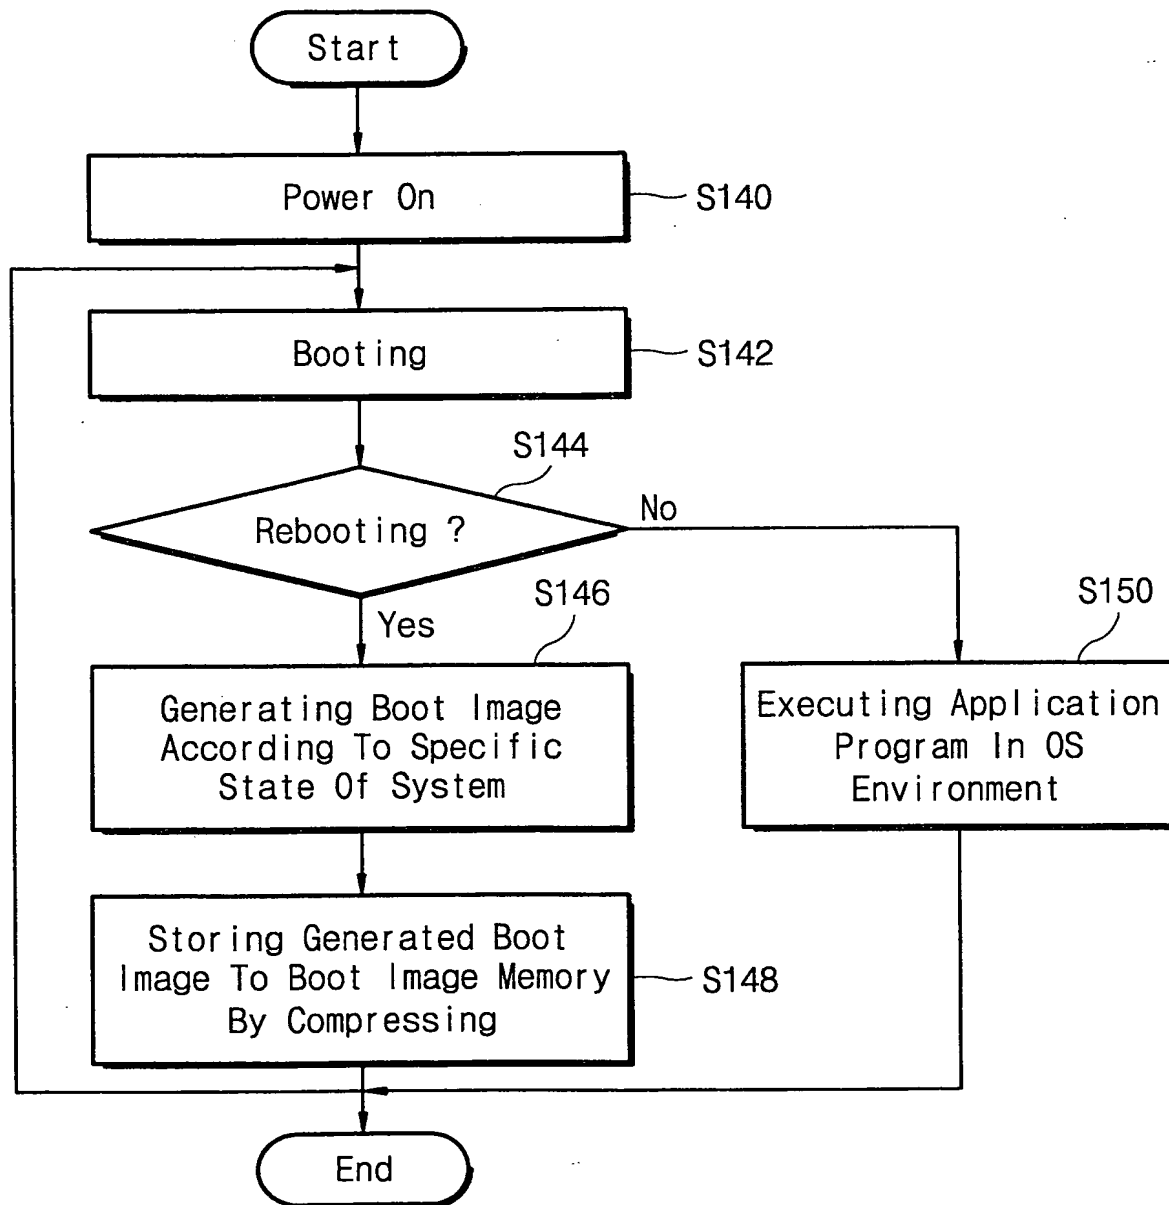 Start
Power On
S140
Booting
S142
S144
Rebooting ?
No
Yes
S146
S150
Generating Boot Image
According To Specific
State Of System
Executing Application
Program In OS
Environment
Storing Generated Boot
Image To Boot Image Memory
By Compressing
S148
End